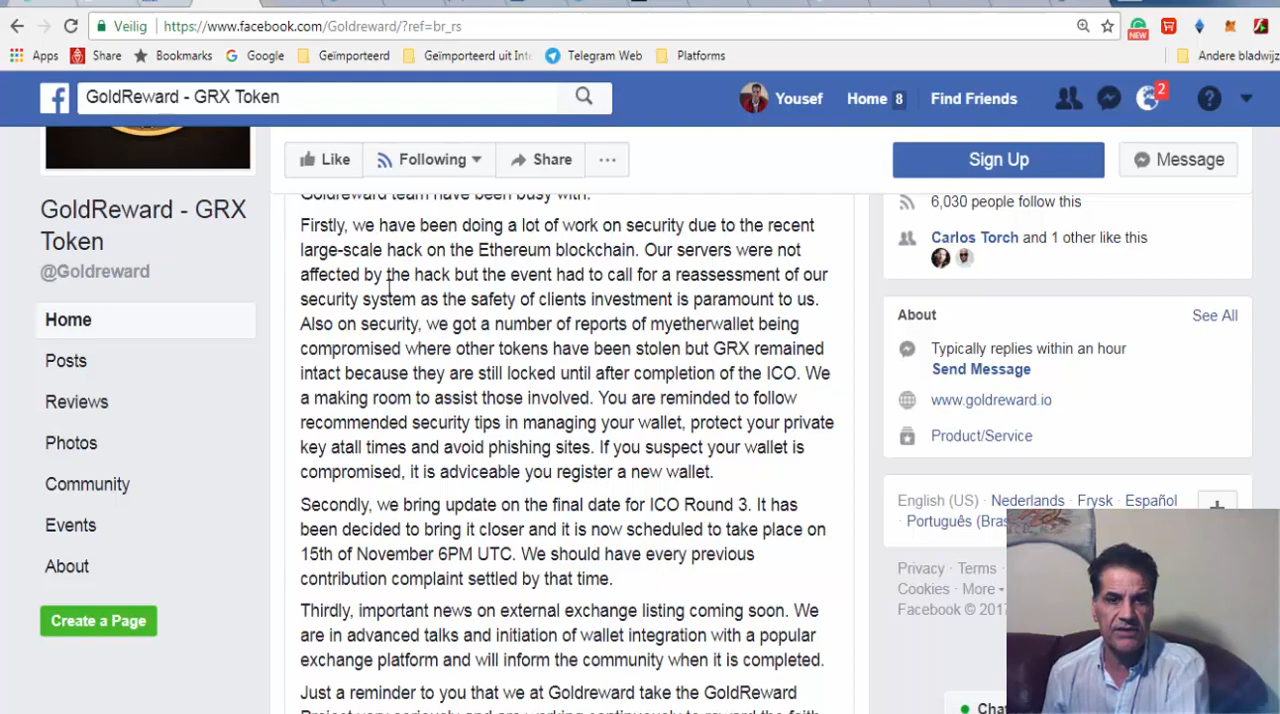 Veilig
https://www.facebook.com/Goldreward/?ref=br_rs
NEW
Apps
Share
Bookmarks
Google
Geïmporteerd
Geïmporteerd uit Int
Telegram Web
Platforms
Andere bladwijz
GoldReward - GRX Token
Yousef
Home 8
Find Friends
2
Like
Following
Share
Sign Up
Message
GoldReward - GRX
Token
@Goldreward
Home
Posts
Reviews
Photos
Community
Events
About
Create a Page
Goldreward team have been busy with.
Firstly, we have been doing a lot of work on security due to the recent
large-scale hack on the Ethereum blockchain. Our servers were not
affected by the hack but the event had to call for a reassessment of our
security system as the safety of clients investment is paramount to us.
Also on security, we got a number of reports of myetherwallet being
compromised where other tokens have been stolen but GRX remained
intact because they are still locked until after completion of the ICO. We
a making room to assist those involved. You are reminded to follow
recommended security tips in managing your wallet, protect your private
key atall times and avoid phishing sites. If you suspect your wallet is
compromised, it is adviceable you register a new wallet.
Secondly, we bring update on the final date for ICO Round 3. It has
been decided to bring it closer and it is now scheduled to take place on
15th of November 6PM UTC. We should have every previous
contribution complaint settled by that time.
Thirdly, important news on external exchange listing coming soon. We
are in advanced talks and initiation of wallet integration with a popular
exchange platform and will inform the community when it is completed.
Just a reminder to you that we at Goldreward take the GoldReward
6,030 people follow this
Carlos Torch and 1 other like this
About
See All
Typically replies within an hour
Send Message
www.goldreward.io
Product/Service
English (US) · Nederlands · Frysk · Español
· Português (Bras
Privacy · Terms ·
Cookies · More
Facebook © 2017
Chat